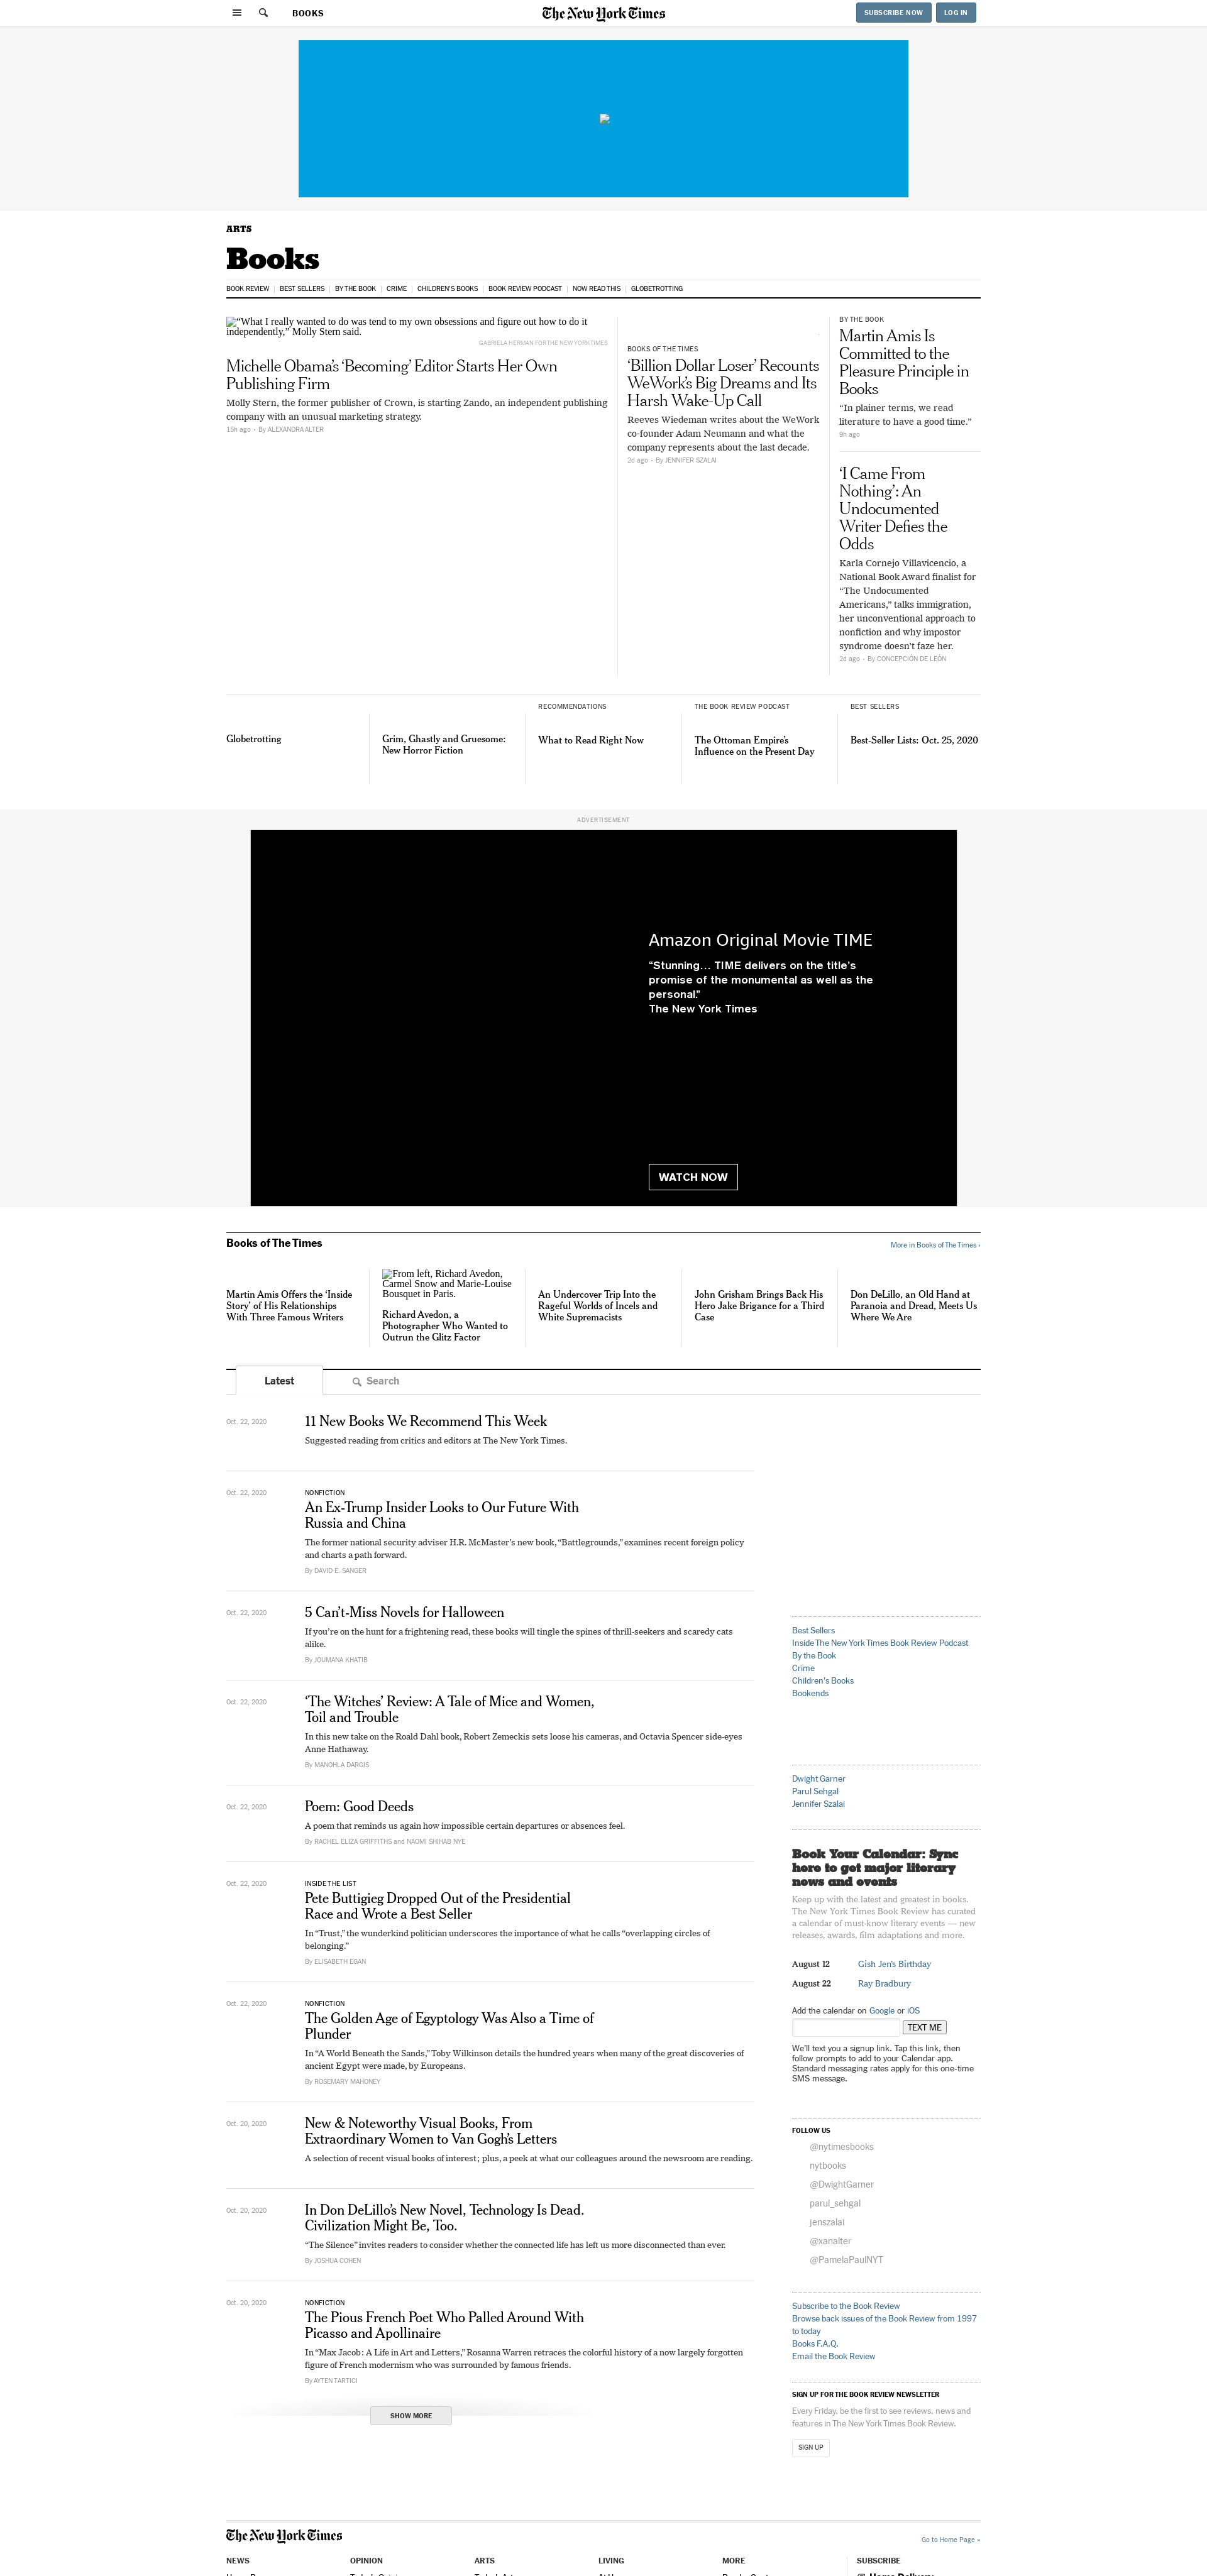 BOOKS
The New York Times
SUBSCRIBE NOW
LOG IN
ARTS
Books
BOOK REVIEW
BEST SELLERS
BY THE BOOK
CRIME
CHILDREN'S BOOKS
BOOK REVIEW PODCAST
NOW READ THIS
GLOBETROTTING
“What I really wanted to do was tend to my own obsessions and figure out how to do it
independently,” Molly Stern said.
GABRIELA HERMAN FOR THE NEW YORK TIMES
Michelle Obama’s ‘Becoming’ Editor Starts Her Own
Publishing Firm
Molly Stern, the former publisher of Crown, is starting Zando, an independent publishing
company with an unusual marketing strategy.
15h ago • By ALEXANDRA ALTER
BOOKS OF THE TIMES
‘Billion Dollar Loser’ Recounts
WeWork’s Big Dreams and Its
Harsh Wake-Up Call
Reeves Wiedeman writes about the WeWork
co-founder Adam Neumann and what the
company represents about the last decade.
2d ago • By JENNIFER SZALAI
BY THE BOOK
Martin Amis Is
Committed to the
Pleasure Principle in
Books
“In plainer terms, we read
literature to have a good time.”
9h ago
‘I Came From
Nothing’: An
Undocumented
Writer Defies the
Odds
Karla Cornejo Villavicencio, a
National Book Award finalist for
“The Undocumented
Americans,” talks immigration,
her unconventional approach to
nonfiction and why impostor
syndrome doesn’t faze her.
2d ago • By CONCEPCIÓN DE LEÓN
Globetrotting
Grim, Ghastly and Gruesome:
New Horror Fiction
RECOMMENDATIONS
What to Read Right Now
THE BOOK REVIEW PODCAST
The Ottoman Empire’s
Influence on the Present Day
BEST SELLERS
Best-Seller Lists: Oct. 25, 2020
ADVERTISEMENT
Amazon Original Movie TIME
“Stunning… TIME delivers on the title’s
promise of the monumental as well as the
personal.”
The New York Times
WATCH NOW
Books of The Times
More in Books of The Times ›
Martin Amis Offers the ‘Inside
Story’ of His Relationships
With Three Famous Writers
From left, Richard Avedon,
Carmel Snow and Marie-Louise
Bousquet in Paris.
Richard Avedon, a
Photographer Who Wanted to
Outrun the Glitz Factor
An Undercover Trip Into the
Rageful Worlds of Incels and
White Supremacists
John Grisham Brings Back His
Hero Jake Brigance for a Third
Case
Don DeLillo, an Old Hand at
Paranoia and Dread, Meets Us
Where We Are
Latest
Search
Oct. 22, 2020
11 New Books We Recommend This Week
Suggested reading from critics and editors at The New York Times.
Oct. 22, 2020
NONFICTION
An Ex-Trump Insider Looks to Our Future With
Russia and China
The former national security adviser H.R. McMaster’s new book, “Battlegrounds,” examines recent foreign policy
and charts a path forward.
By DAVID E. SANGER
Oct. 22, 2020
5 Can’t-Miss Novels for Halloween
If you’re on the hunt for a frightening read, these books will tingle the spines of thrill-seekers and scaredy cats
alike.
By JOUMANA KHATIB
Oct. 22, 2020
‘The Witches’ Review: A Tale of Mice and Women,
Toil and Trouble
In this new take on the Roald Dahl book, Robert Zemeckis sets loose his cameras, and Octavia Spencer side-eyes
Anne Hathaway.
By MANOHLA DARGIS
Oct. 22, 2020
Poem: Good Deeds
A poem that reminds us again how impossible certain departures or absences feel.
By RACHEL ELIZA GRIFFITHS and NAOMI SHIHAB NYE
Oct. 22, 2020
INSIDE THE LIST
Pete Buttigieg Dropped Out of the Presidential
Race and Wrote a Best Seller
In “Trust,” the wunderkind politician underscores the importance of what he calls “overlapping circles of
belonging.”
By ELISABETH EGAN
Oct. 22, 2020
NONFICTION
The Golden Age of Egyptology Was Also a Time of
Plunder
In “A World Beneath the Sands,” Toby Wilkinson details the hundred years when many of the great discoveries of
ancient Egypt were made, by Europeans.
By ROSEMARY MAHONEY
Oct. 20, 2020
New & Noteworthy Visual Books, From
Extraordinary Women to Van Gogh’s Letters
A selection of recent visual books of interest; plus, a peek at what our colleagues around the newsroom are reading.
Oct. 20, 2020
In Don DeLillo’s New Novel, Technology Is Dead.
Civilization Might Be, Too.
“The Silence” invites readers to consider whether the connected life has left us more disconnected than ever.
By JOSHUA COHEN
Oct. 20, 2020
NONFICTION
The Pious French Poet Who Palled Around With
Picasso and Apollinaire
In “Max Jacob: A Life in Art and Letters,” Rosanna Warren retraces the colorful history of a now largely forgotten
figure of French modernism who was surrounded by famous friends.
By AYTEN TARTICI
SHOW MORE
Best Sellers
Inside The New York Times Book Review Podcast
By the Book
Crime
Children's Books
Bookends
Dwight Garner
Parul Sehgal
Jennifer Szalai
Book Your Calendar: Sync
here to get major literary
news and events
Keep up with the latest and greatest in books.
The New York Times Book Review has curated
a calendar of must-know literary events — new
releases, awards, film adaptations and more.
August 12 Gish Jen's Birthday
August 22 Ray Bradbury
Add the calendar on Google or iOS
TEXT ME
We'll text you a signup link. Tap this link, then
follow prompts to add to your Calendar app.
Standard messaging rates apply for this one-time
SMS message.
FOLLOW US
@nytimesbooks
nytbooks
@DwightGarner
parul_sehgal
jenszalai
@xanalter
@PamelaPaulNYT
Subscribe to the Book Review
Browse back issues of the Book Review from 1997
to today
Books F.A.Q.
Email the Book Review
SIGN UP FOR THE BOOK REVIEW NEWSLETTER
Every Friday, be the first to see reviews, news and
features in The New York Times Book Review.
SIGN UP
The New York Times
Go to Home Page »
NEWS
OPINION
ARTS
LIVING
MORE
SUBSCRIBE